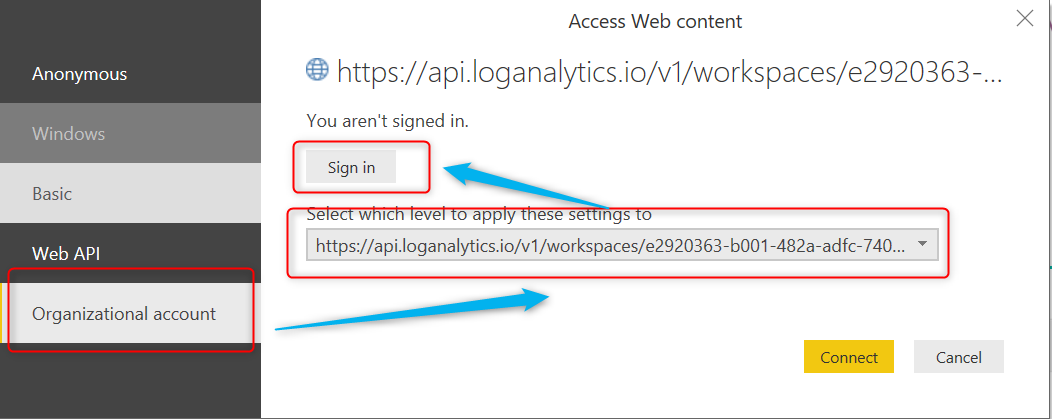 Access Web content
Anonymous
Windows
Basic
Web API
Organizational account
https://api.loganalytics.io/v1/workspaces/e2920363-...
You aren't signed in.
Sign in
Select which level to apply these settings to
https://api.loganalytics.io/v1/workspaces/e2920363-b001-482a-adfc-740...
Connect
Cancel